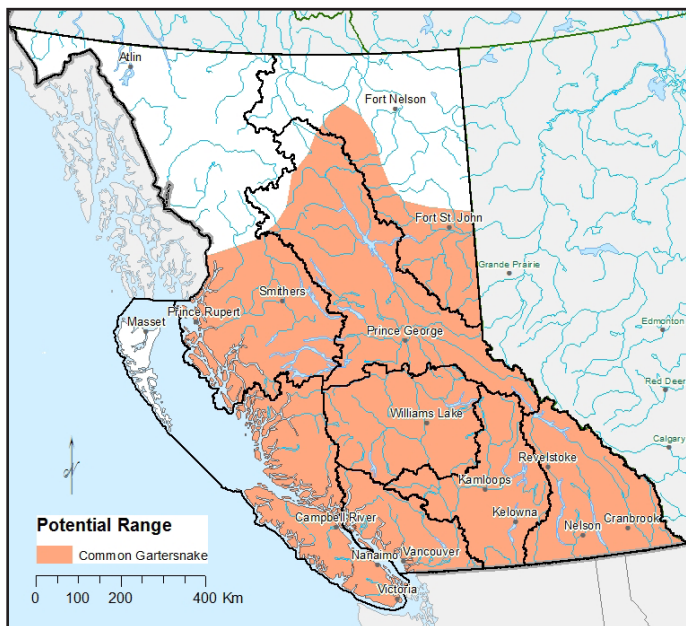 Atlin
Fort Nelson
Fort St. John
Grande Prairie
Smithers
Prince Rupert
Masset
Prince George
Edmonton
Red Deer
Williams Lake
Calgary
Revelstoke
Kamloops
Kelowna
Cranbrook
Nelson
Campbell River
Nanaimo
Vancouver
Victoria
N
Potential Range
Common Gartersnake
0 100 200 400 Km